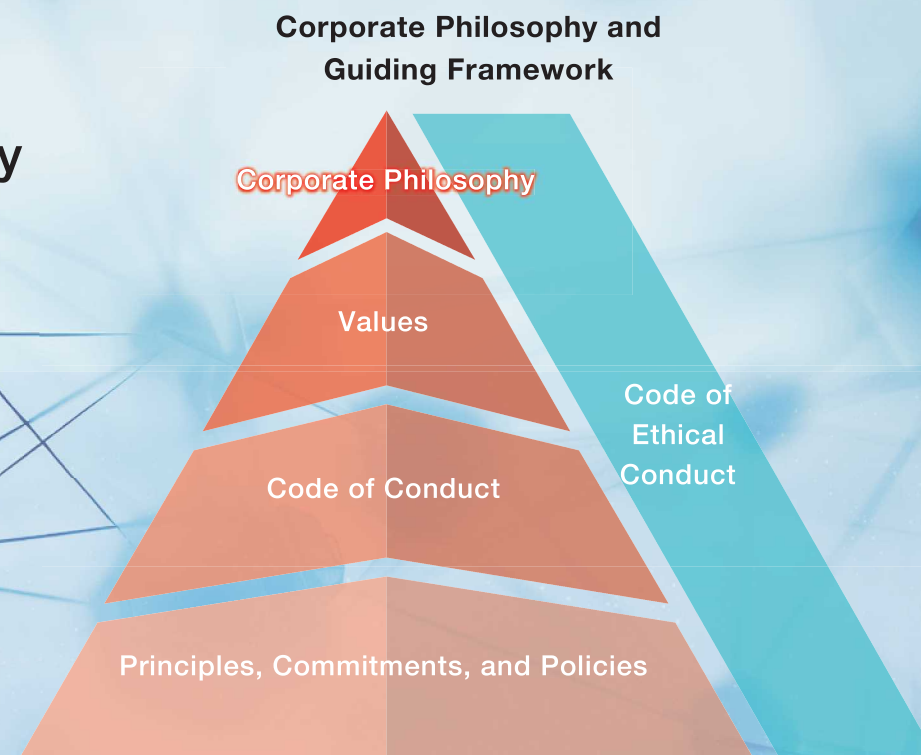 Corporate Philosophy and
Guiding Framework
y
Corporate Philosophy
Values
Code of
Ethical
Conduct
Code of Conduct
Principles, Commitments, and Policies